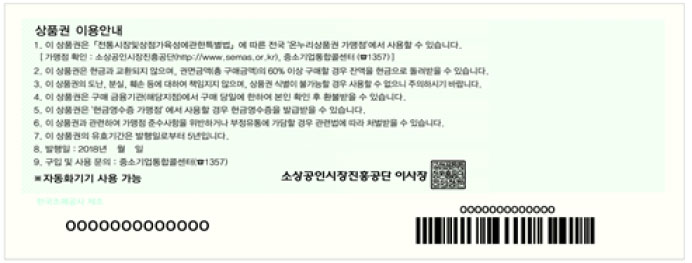 상품권 이용안내
1. 이 상품권은 「전통시장및상점가육성에관한특별법」에 따른 전국 '온누리상품권 가맹점'에서 사용할 수 있습니다.
[ 가맹점 확인 : 소상공인시장진흥공단(http://www.semas.or.kr), 중소기업통합콜센터 (☎1357) ]
2. 이 상품권은 현금과 교환되지 않으며, 권면금액(총 구매금액)의 60% 이상 구매할 경우 잔액을 현금으로 돌려받을 수 있습니다.
3. 이 상품권의 도난, 분실, 훼손 등에 대하여 책임지지 않으며, 상품권 식별이 불가능할 경우 사용할 수 없으니 주의하시기 바랍니다.
4. 이 상품권은 구매 금융기관(해당지점)에서 구매 당일에 한하여 본인 확인 후 환불받을 수 있습니다.
5. 이 상품권은 '현금영수증 가맹점' 에서 사용할 경우 현금영수증을 발급받을 수 있습니다.
6. 이 상품권과 관련하여 가맹점 준수사항을 위반하거나 부정유통에 가담할 경우 관련법에 따라 처벌받을 수 있습니다.
7. 이 상품권의 유효기간은 발행일로부터 5년입니다.
8. 발행일 : 2018년 월 일
9. 구입 및 사용 문의 : 중소기업통합콜센터(☎1357)
※자동화기기 사용 가능
소상공인시장진흥공단 이사장
한국조폐공사 제조
0000000000000
0000000000000